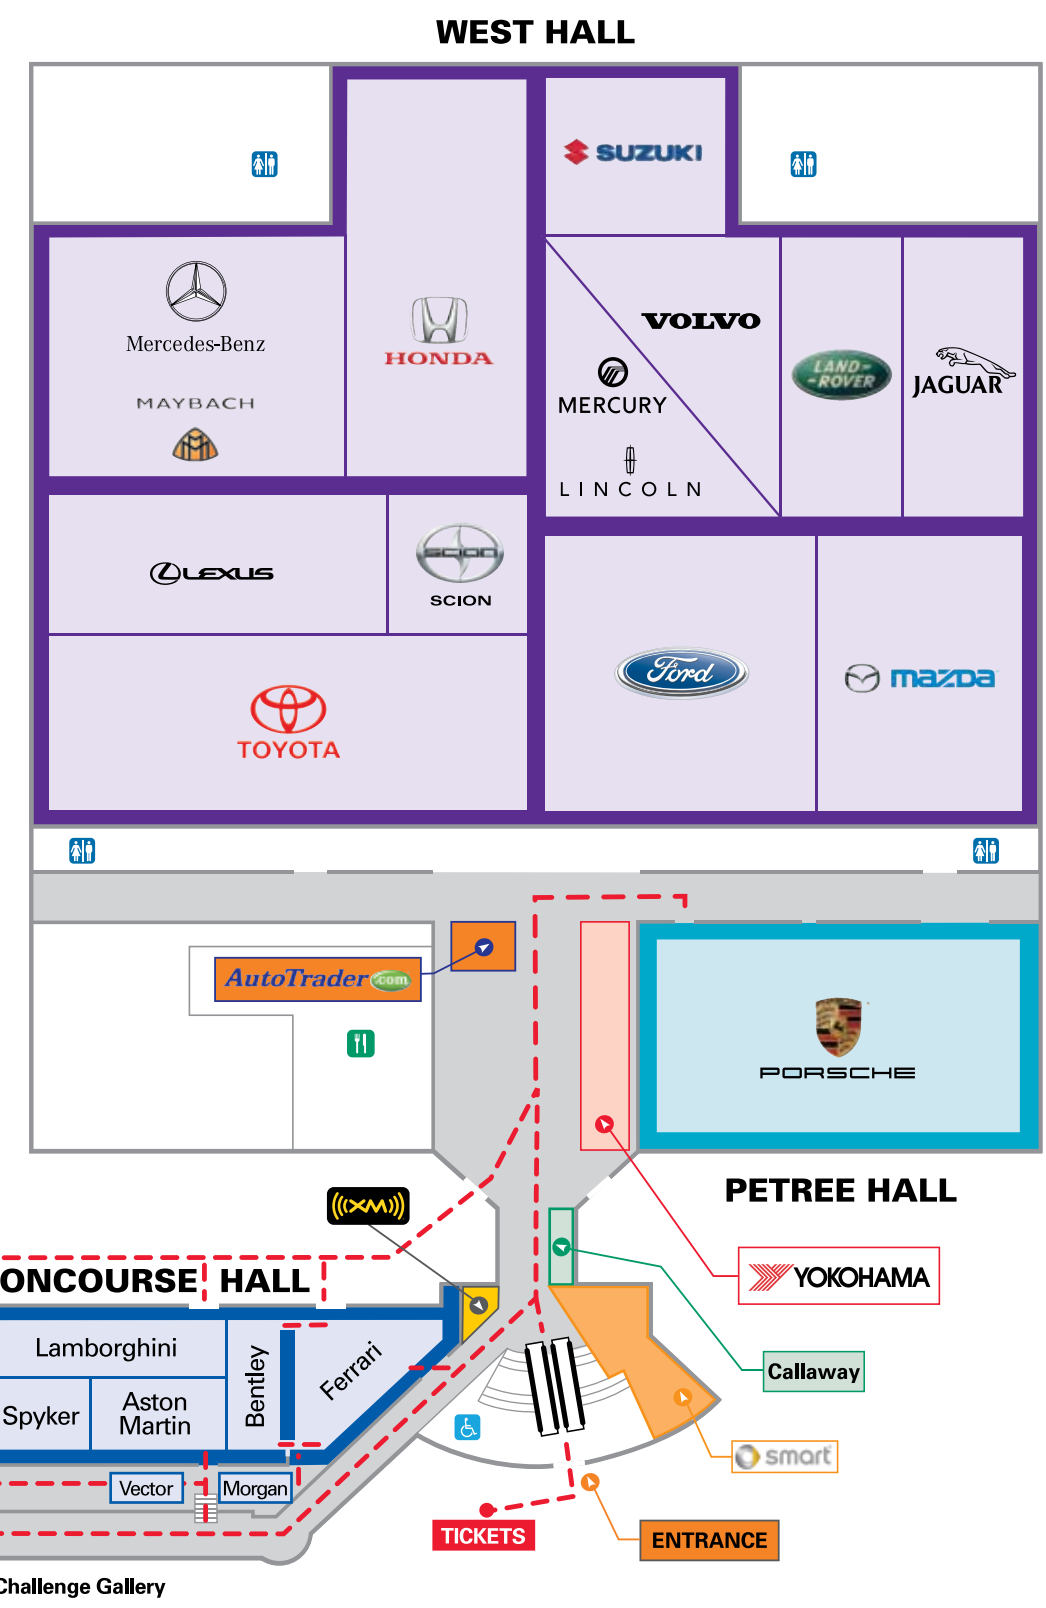 WEST HALL
SUZUKI
Mercedes-Benz
MAYBACH
HONDA
VOLVO
MERCURY
LINCOLN
LAND-
-ROVER
JAGUAR
LEXUS
SCION
SCION
TOYOTA
Ford
mazda
AutoTrader.com
PORSCHE
PETREE HALL
((((XM))))
YOKOHAMA
ONCOURSE HALL
Lamborghini
Bentley
Ferrari
Spyker
Aston
Martin
Callaway
smart
Vector
Morgan
TICKETS
ENTRANCE
Challenge Gallery